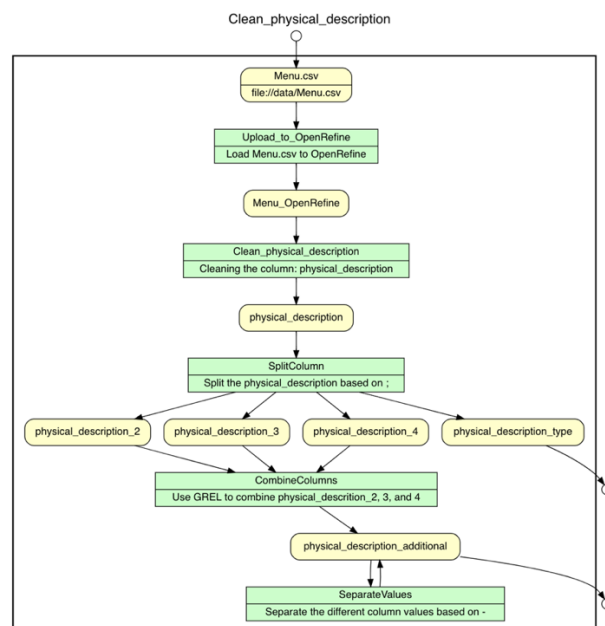 Clean_physical_description
Menu.csv
file://data/Menu.csv
Upload_to_OpenRefine
Load Menu.csv to OpenRefine
Menu_OpenRefine
Clean_physical_description
Cleaning the column: physical_description
physical_description
SplitColumn
Split the physical_description based on ;
physical_description_2
physical_description_3
physical_description_4
physical_description_type
CombineColumns
Use GREL to combine physical_descrition_2, 3, and 4
physical_description_additional
SeparateValues
Separate the different column values based on -